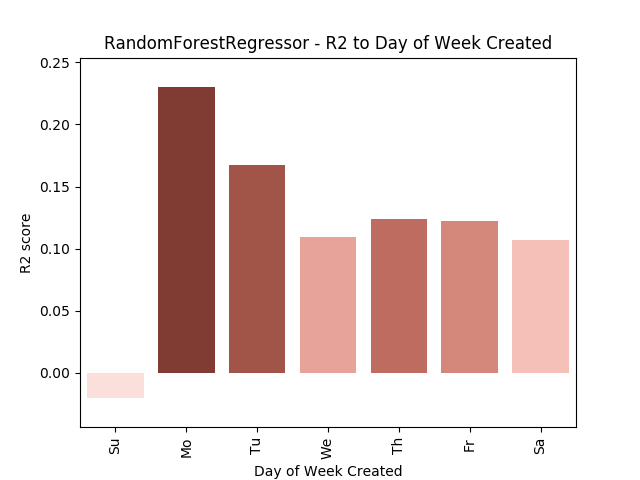 RandomForestRegressor - R2 to Day of Week Created
0.25
0.20
0.15
0.10
0.05
0.00
R2 score
Su
Mo
Tu
We
Th
Fr
Sa
Day of Week Created